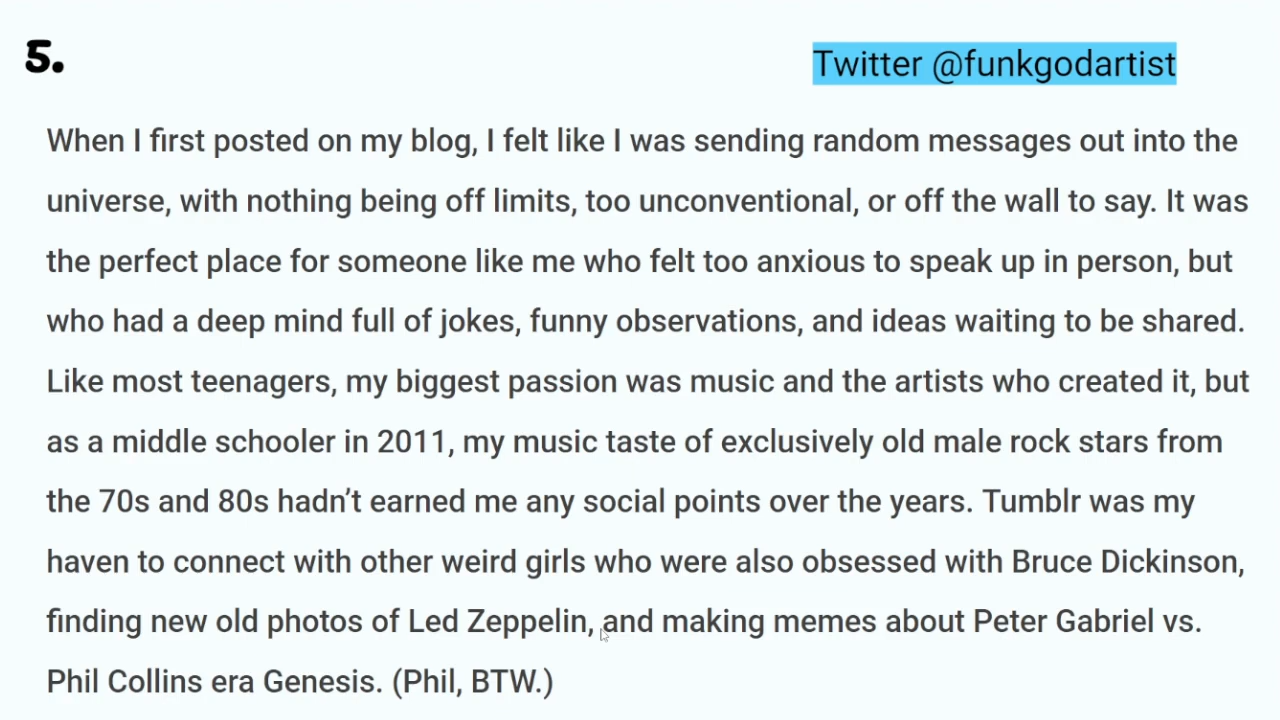 5.
Twitter @funkgodartist
When I first posted on my blog, I felt like I was sending random messages out into the
universe, with nothing being off limits, too unconventional, or off the wall to say. It was
the perfect place for someone like me who felt too anxious to speak up in person, but
who had a deep mind full of jokes, funny observations, and ideas waiting to be shared.
Like most teenagers, my biggest passion was music and the artists who created it, but
as a middle schooler in 2011, my music taste of exclusively old male rock stars from
the 70s and 80s hadn’t earned me any social points over the years. Tumblr was my
haven to connect with other weird girls who were also obsessed with Bruce Dickinson,
finding new old photos of Led Zeppelin, and making memes about Peter Gabriel vs.
Phil Collins era Genesis. (Phil, BTW.)